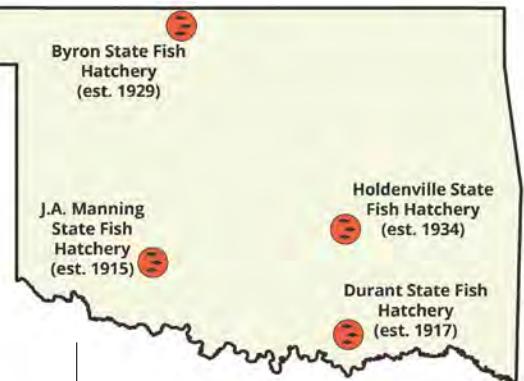 Byron State Fish
Hatchery
(est. 1929)
J.A. Manning
State Fish
Hatchery
(est. 1915)
Holdenville State
Fish Hatchery
(est. 1934)
Durant State Fish
Hatchery
(est. 1917)